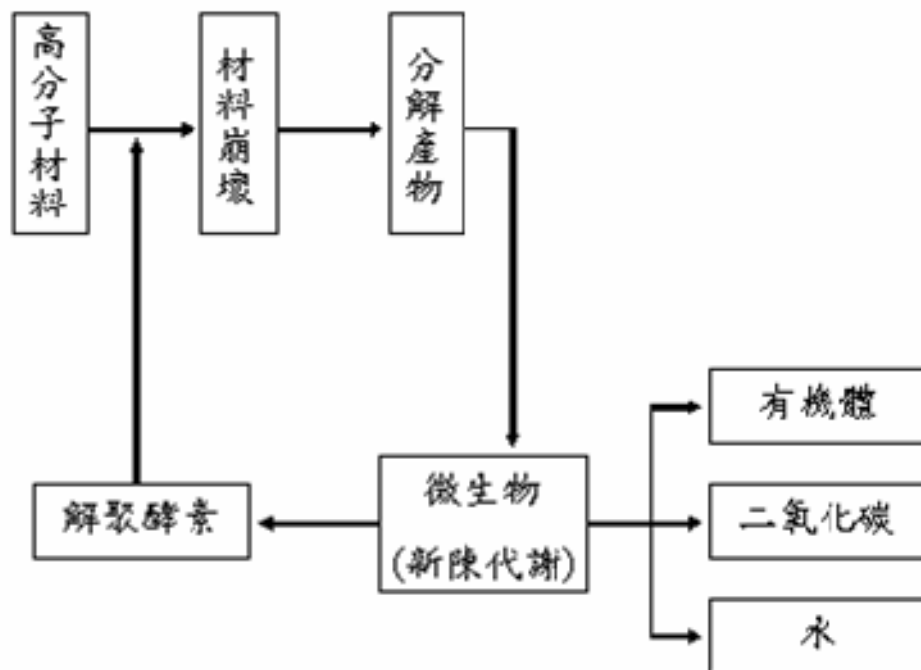 高分子材料
材料崩壞
分解產物
有機體
微生物
(新陳代謝)
解聚酵素
二氧化碳
水